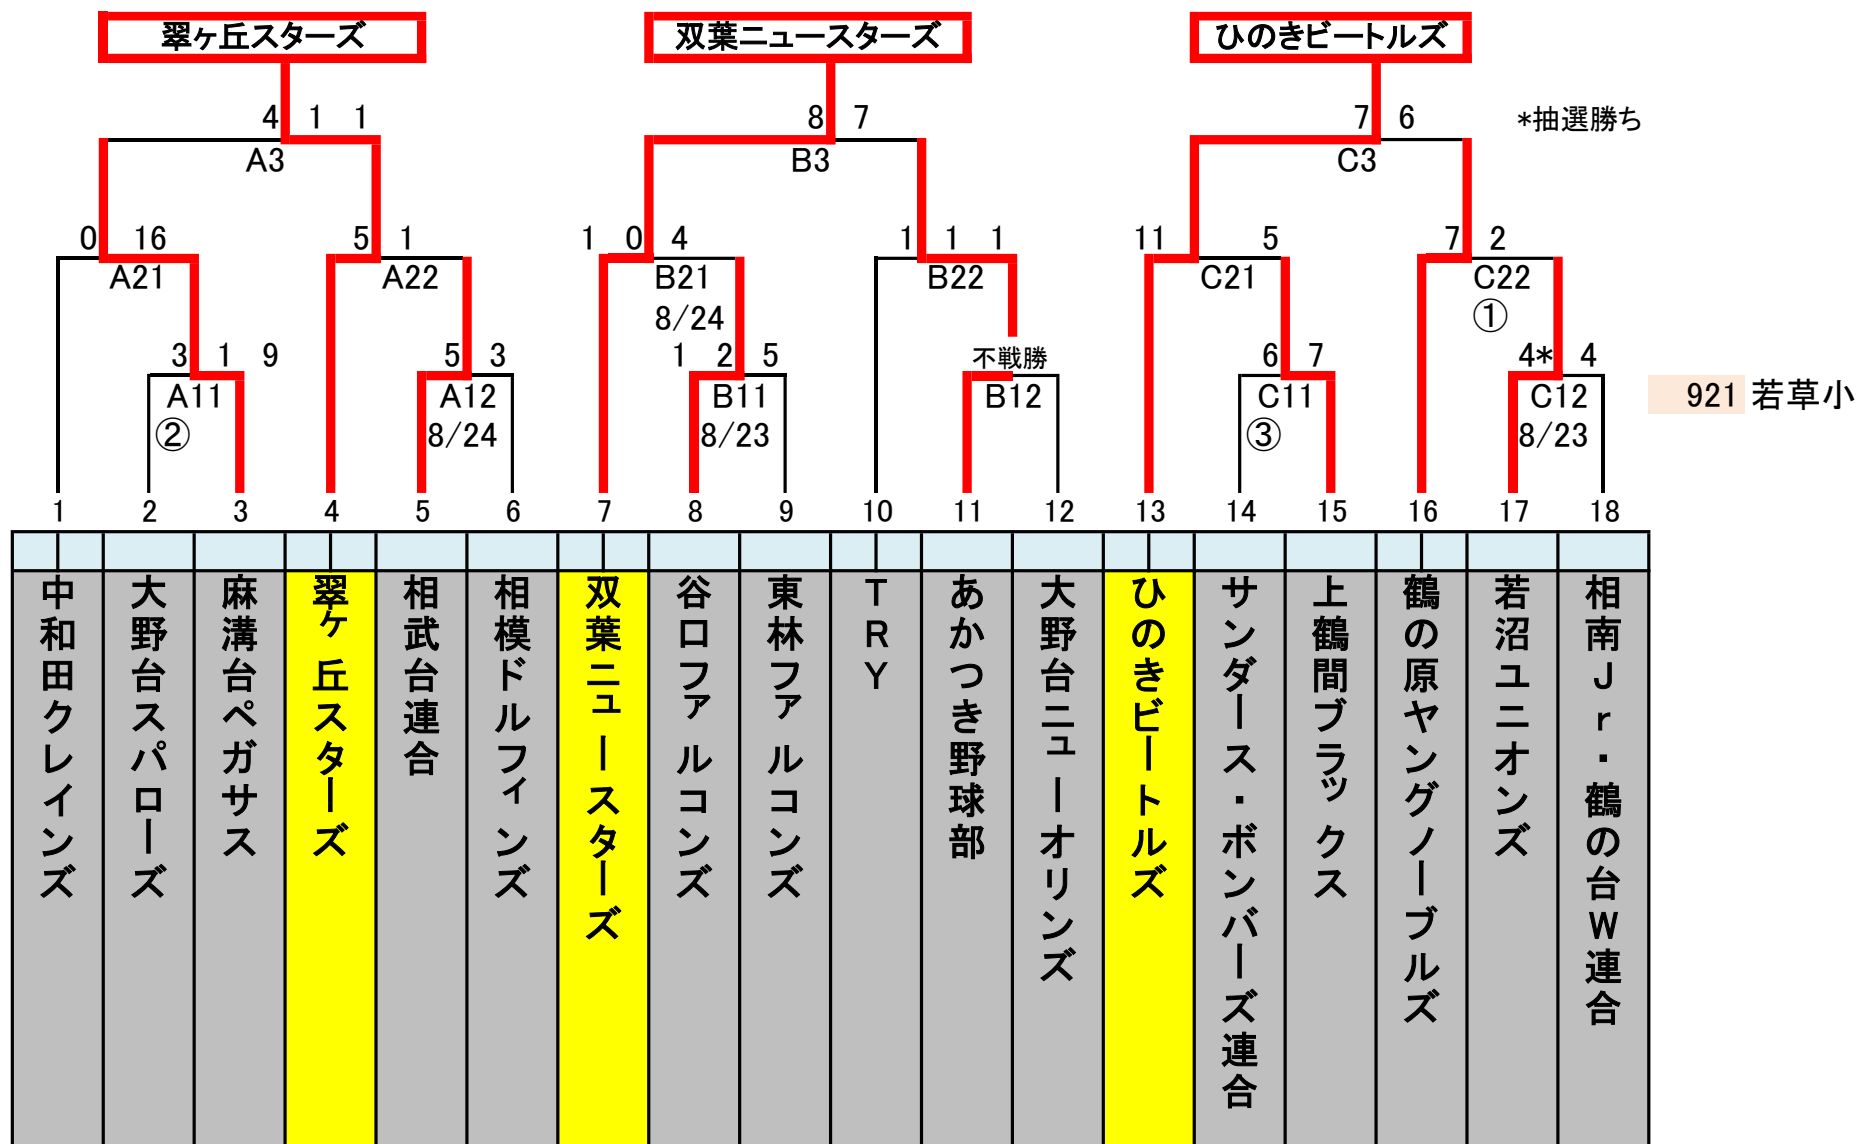 翠ヶ丘スターズ 双葉ニュースターズ ひのきビートルズ
4 1 1 8 7 7 6 *抽選勝ち
A3 B3 C3
0 16 5 1 1 0 4 1 1 1 11 5 7 2
A21 A22 B21 B22 C21 C22
8/24 ①
3 1 9 5 3 1 2 5 不戦勝 6 7 4* 4
A11 A12 B11 B12 C11 C12 921 若草小
② 8/24 8/23 ③ 8/23
1 2 3 4 5 6 7 8 9 10 11 12 13 14 15 16 17 18
中和田クレインズ
大野台スパローズ
麻溝台ペガサス
翠ヶ丘スターズ
相武台連合
相模ドルフィンズ
双葉ニュースターズ
谷口ファルコンズ
東林ファルコンズ
TRY
あかつき野球部
大野台ニューオリンズ
ひのきビートルズ
サンダース・ボンバーズ連合
上鶴間ブラックス
鶴の原ヤングノーブルズ
若沼ユニオンズ
相南Jr・鶴の台W連合